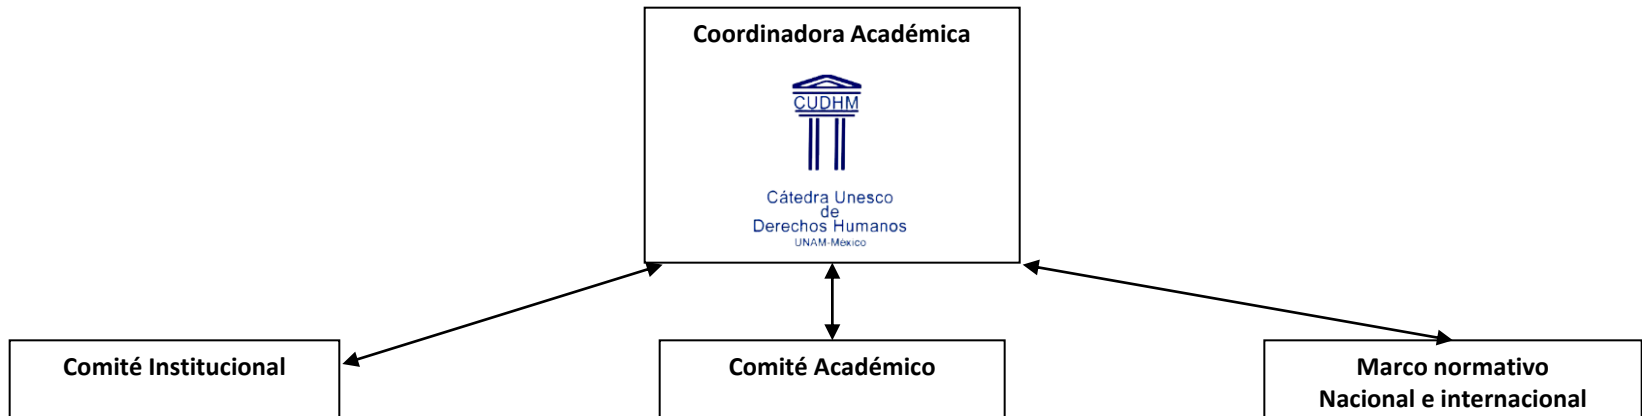 Coordinadora Académica
CUDHM
Cátedra Unesco
de
Derechos Humanos
UNAM-México
Comité Institucional
Comité Académico
Marco normativo
Nacional e internacional